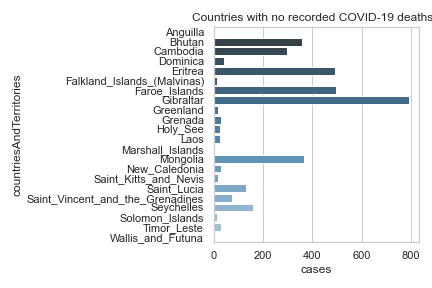 Countries with no recorded COVID-19 deaths
countriesAndTerritories
Anguilla
Bhutan
Cambodia
Dominica
Eritrea
Falkland_Islands_(Malvinas)
Faroe_Islands
Gibraltar
Greenland
Grenada
Holy_See
Laos
Marshall_Islands
Mongolia
New_Caledonia
Saint_Kitts_and_Nevis
Saint_Lucia
Saint_Vincent_and_the_Grenadines
Seychelles
Solomon_Islands
Timor_Leste
Wallis_and_Futuna
0 200 400 600 800
cases